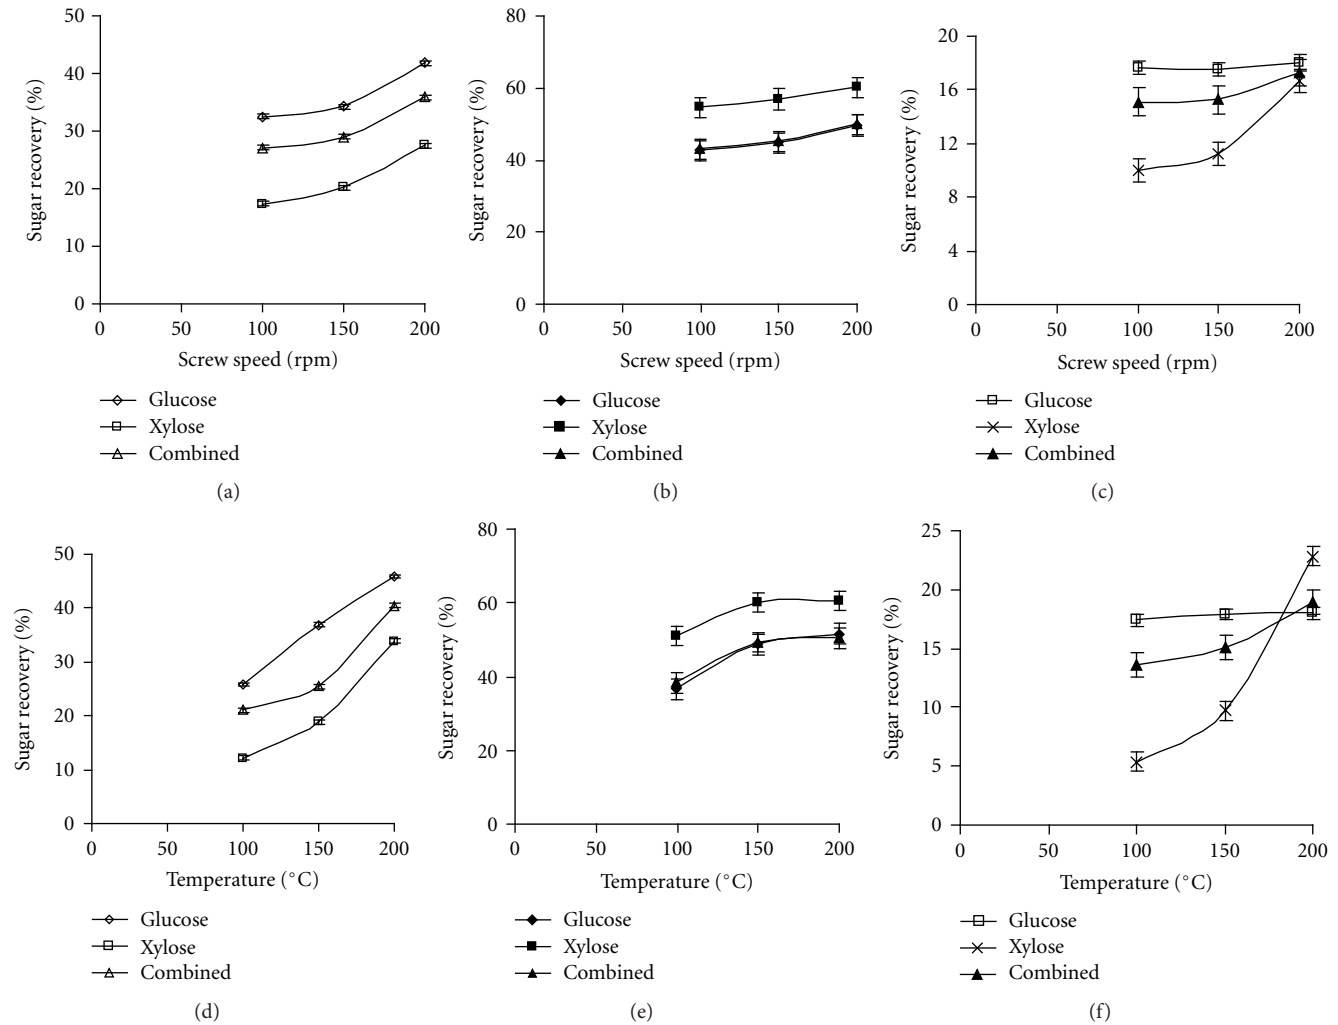 50
40
30
20
10
0
Sugar recovery (%)
0 50 100 150 200
Screw speed (rpm)
Glucose
Xylose
Combined
(a)
80
60
40
20
0
Sugar recovery (%)
0 50 100 150 200
Screw speed (rpm)
Glucose
Xylose
Combined
(b)
20
16
12
8
4
0
Sugar recovery (%)
0 50 100 150 200
Screw speed (rpm)
Glucose
Xylose
Combined
(c)
50
40
30
20
10
0
Sugar recovery (%)
0 50 100 150 200
Temperature (°C)
Glucose
Xylose
Combined
(d)
80
60
40
20
0
Sugar recovery (%)
0 50 100 150 200
Temperature (°C)
Glucose
Xylose
Combined
(e)
25
20
15
10
5
0
Sugar recovery (%)
0 50 100 150 200
Temperature (°C)
Glucose
Xylose
Combined
(f)